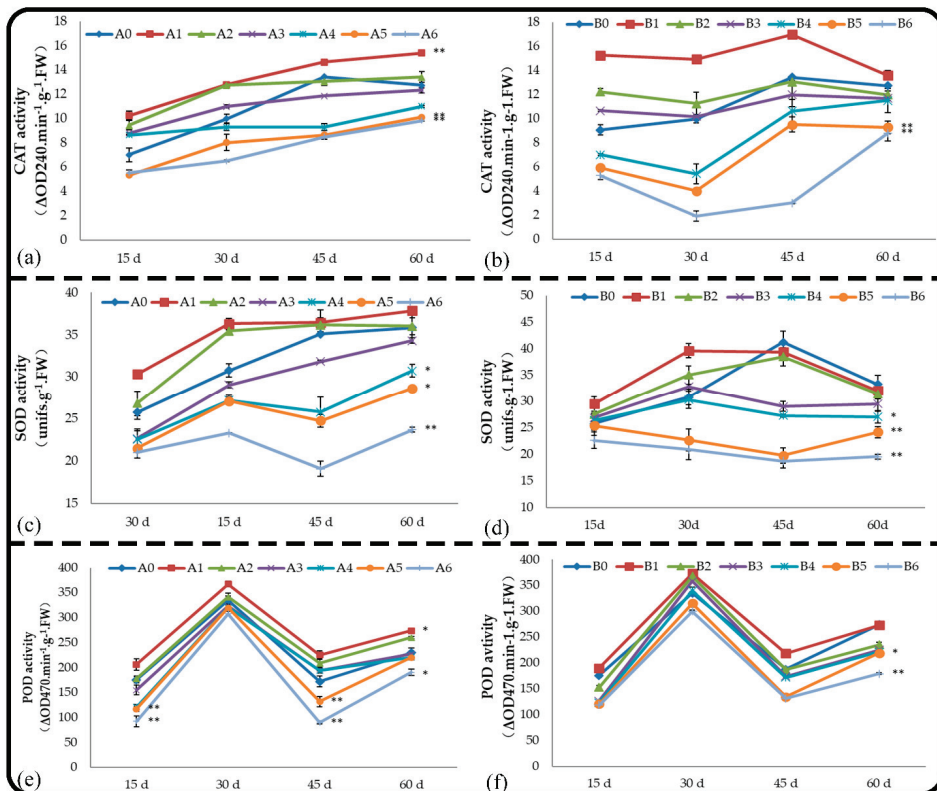 A0 A1 A2 A3 A4 A5 A6
CAT activity
(ΔOD240.min⁻¹.g⁻¹.FW)
18
16
14
12
10
8
6
4
2
0
**
**
**
15 d 30 d 45 d 60 d
(a)
B0 B1 B2 B3 B4 B5 B6
CAT activity
(ΔOD240.min-1.g-1.FW)
18
16
14
12
10
8
6
4
2
0
**
**
15 d 30 d 45 d 60 d
(b)
A0 A1 A2 A3 A4 A5 A6
SOD activity
(unifs.g⁻¹.FW)
40
35
30
25
20
15
*
*
**
30 d 15 d 45 d 60 d
(c)
B0 B1 B2 B3 B4 B5 B6
SOD activity
(unifs.g-1.FW)
50
45
40
35
30
25
20
15
10
*
**
**
15d 30d 45d 60d
(d)
A0 A1 A2 A3 A4 A5 A6
POD activity
(ΔOD470.min⁻¹.g⁻¹.FW)
400
350
300
250
200
150
100
50
0
*
*
**
**
**
**
15 d 30 d 45 d 60 d
(e)
B0 B1 B2 B3 B4 B5 B6
POD avtivity
(ΔOD470.min-1.g-1.FW)
400
350
300
250
200
150
100
50
0
*
**
15 d 30 d 45 d 60 d
(f)